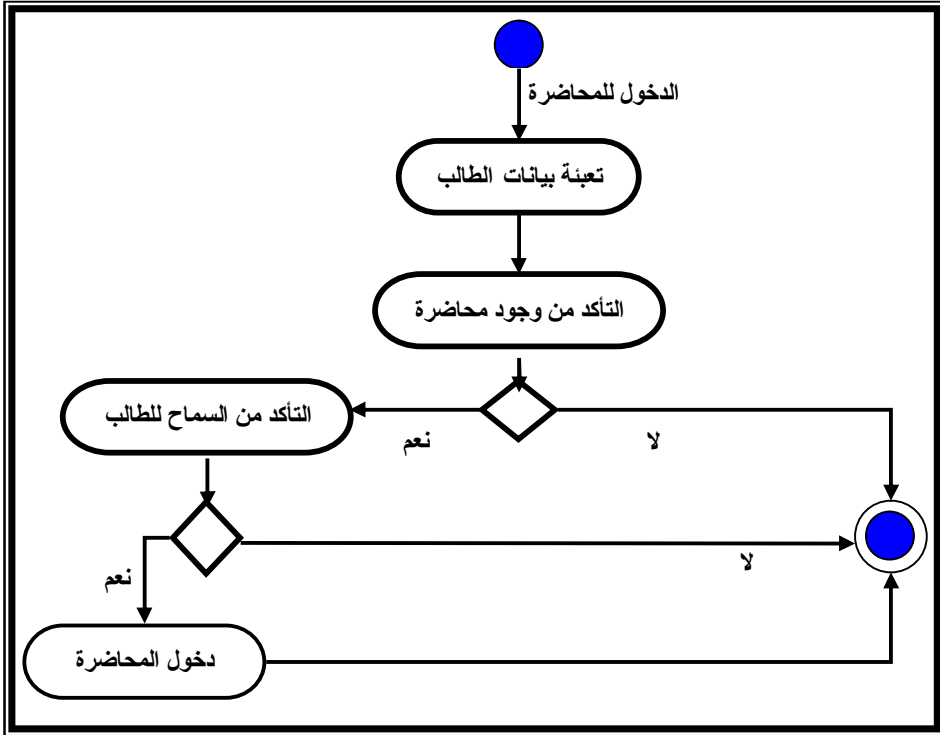 الدخول للمحاضرة
تعبئة بيانات الطالب
التأكد من وجود محاضرة
التأكد من السماح للطالب
نعم
لا
لا
نعم
دخول المحاضرة